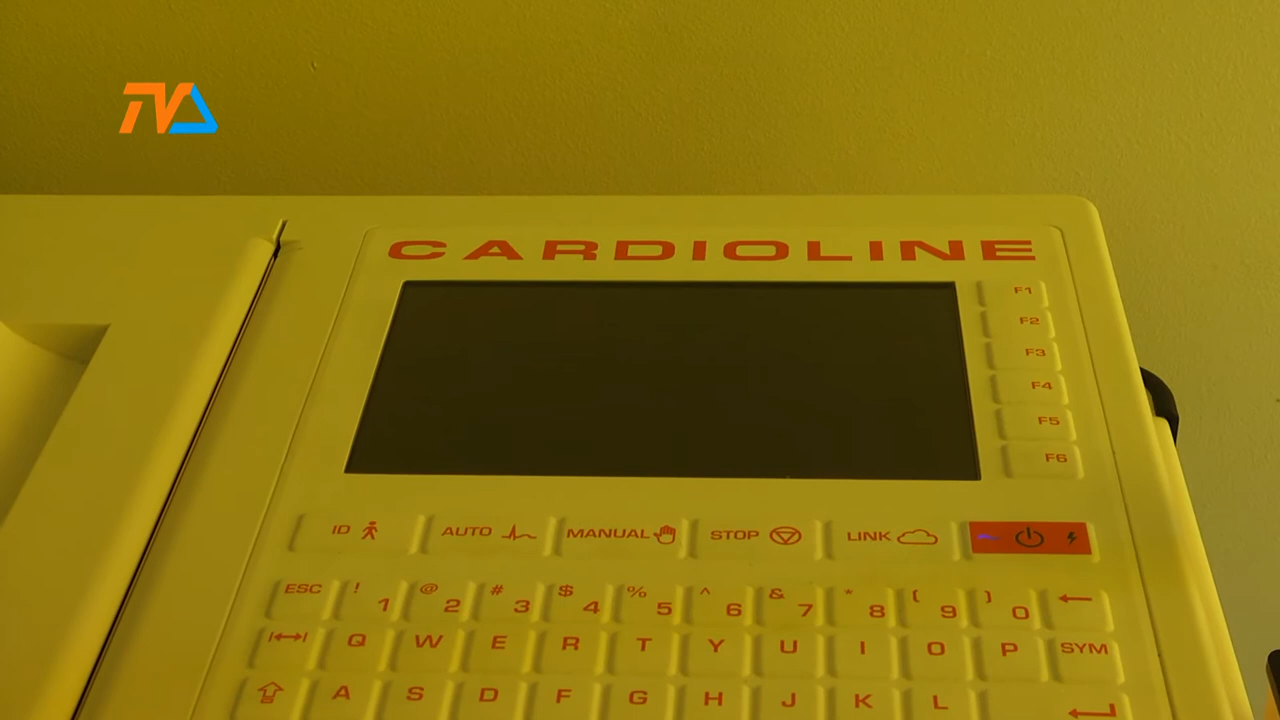 TVA
CARDIOLINE
F1
F2
F3
F4
F5
F6
ID AUTO MANUAL STOP LINK
ESC ! 1 @ 2 # 3 $ 4 % 5 ^ 6 & 7 * 8 ( 9 ) 0
Q W E R T Y U I O P SYM
A S D F G H J K L